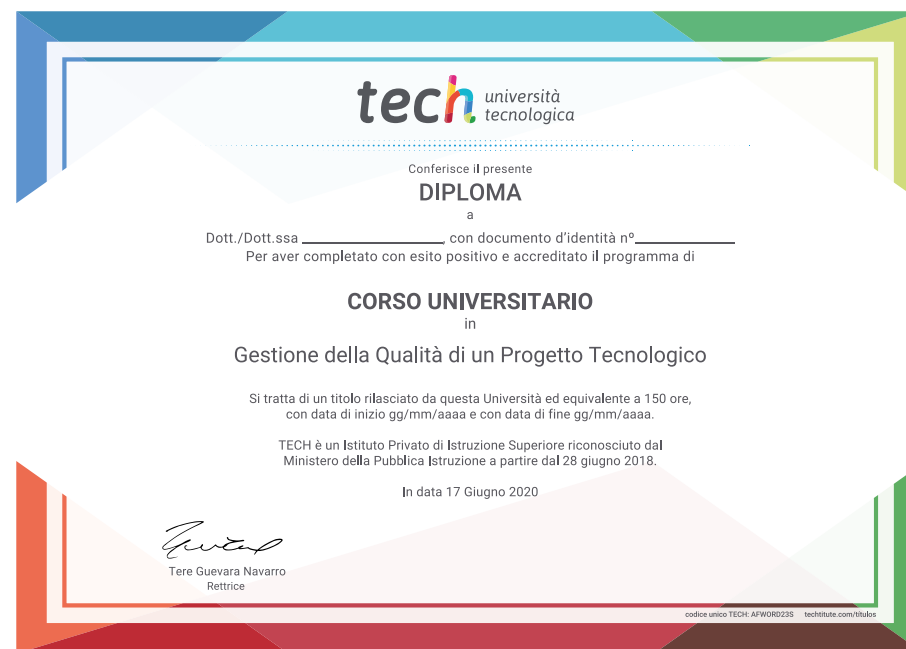 tech università
tecnologica
Conferisce il presente
DIPLOMA
a
Dott./Dott.ssa ____________________, con documento d'identità nº______________
Per aver completato con esito positivo e accreditato il programma di
CORSO UNIVERSITARIO
in
Gestione della Qualità di un Progetto Tecnologico
Si tratta di un titolo rilasciato da questa Università ed equivalente a 150 ore,
con data di inizio gg/mm/aaaa e con data di fine gg/mm/aaaa.
TECH è un Istituto Privato di Istruzione Superiore riconosciuto dal
Ministero della Pubblica Istruzione a partire dal 28 giugno 2018.
In data 17 Giugno 2020
Tere Guevara Navarro
Rettrice
codice unico TECH: AFWORD23S techtitute.com/titulos